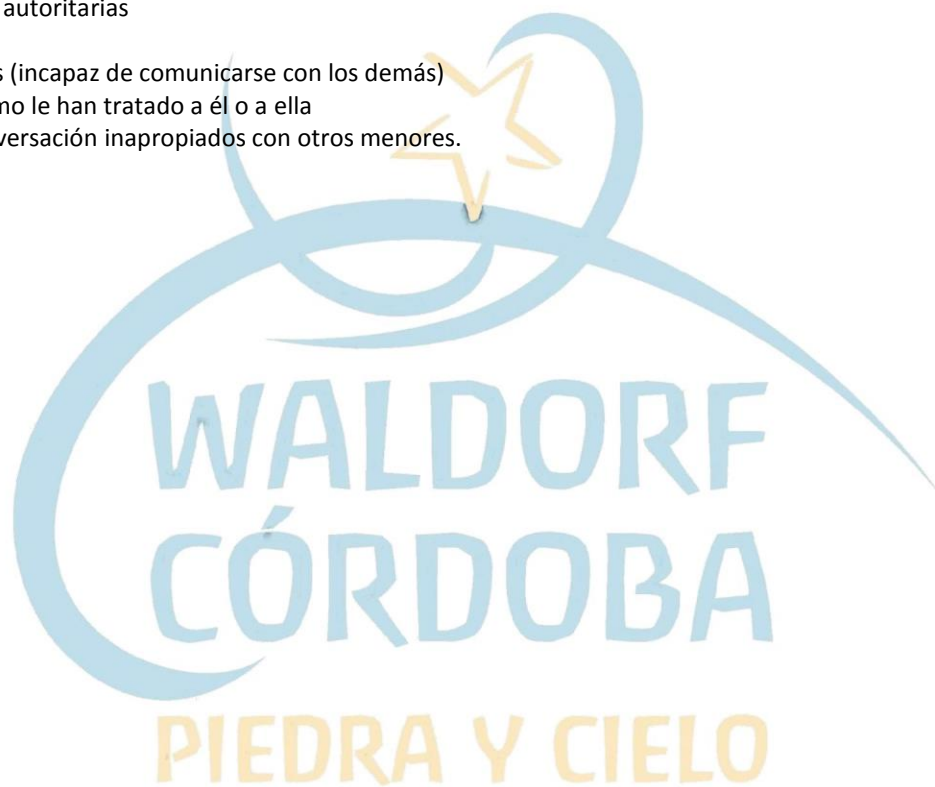 autoritarias
s (incapaz de comunicarse con los demás)
mo le han tratado a él o a ella
versación inapropiados con otros menores.
WALDORF
CÓRDOBA
PIEDRA Y CIELO